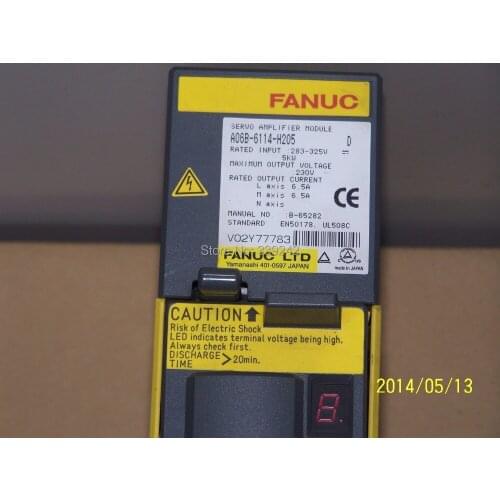 FANUC
SERVO AMPLIFIER MODULE
A06B-6114-H205 D
RATED INPUT :283-325V
5kW
MAXIMUM OUTPUT VOLTAGE
230V
RATED OUTPUT CURRENT
L axis 6.5A
M axis 6.5A
N axis
CE
MANUAL NO. :B-65282
STANDARD :EN50178, UL508C
V02Y77783
FANUC LTD
Yamanashi 401-0597 JAPAN
made in JAPAN
CAUTION
Risk of Electric Shock
LED indicates terminal voltage being high.
Always check first.
DISCHARGE TIME > 20min.
8.
2014/05/13